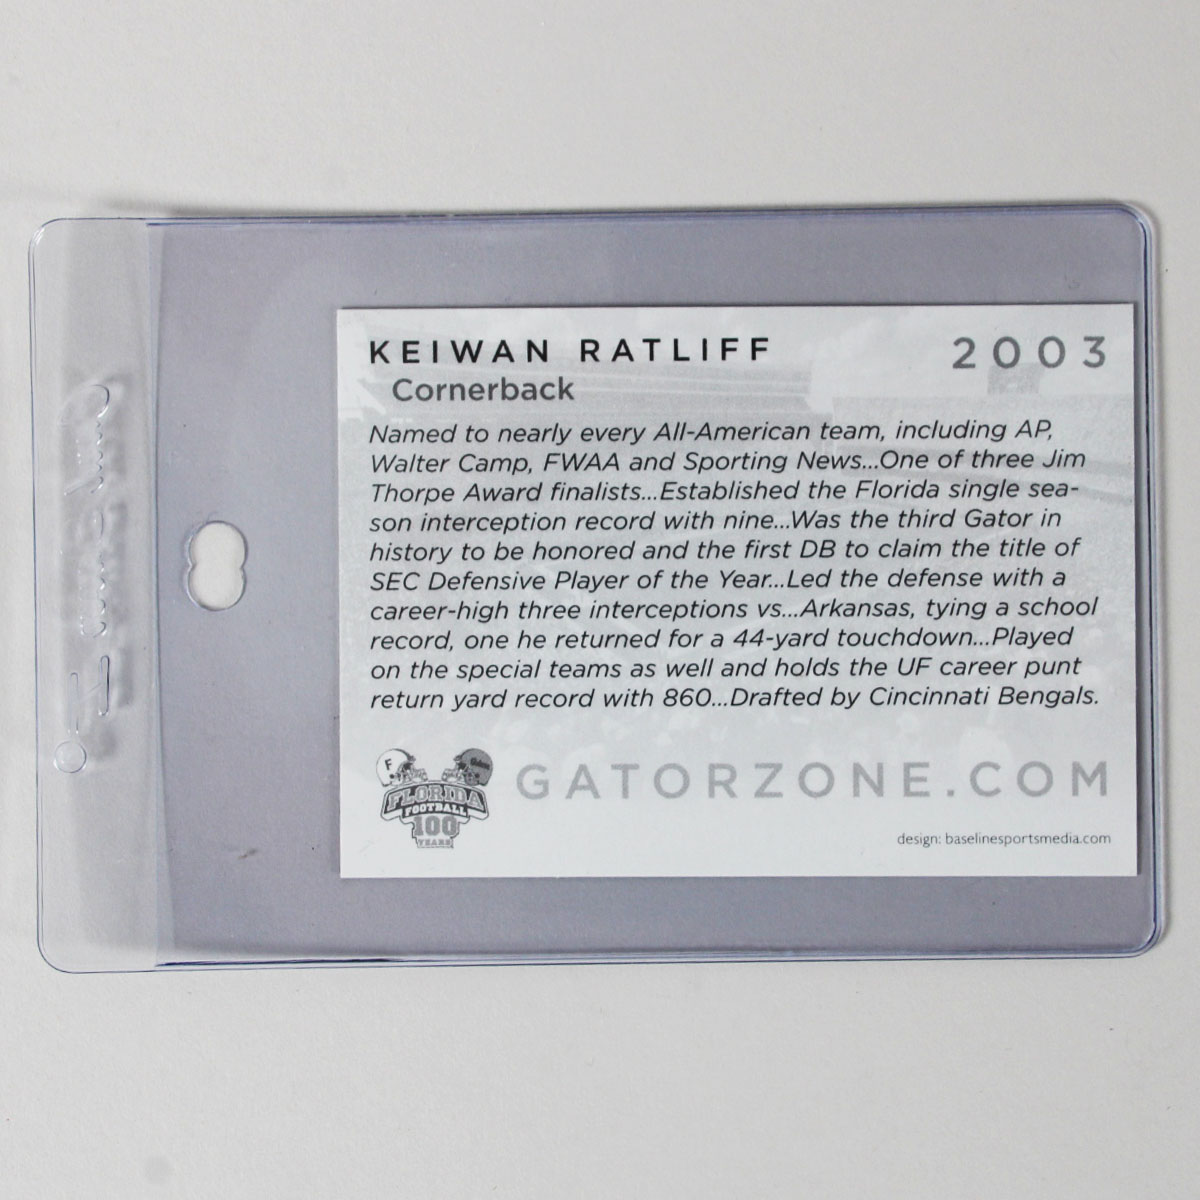 KEIWAN RATLIFF 2003
Cornerback
Named to nearly every All-American team, including AP,
Walter Camp, FWAA and Sporting News...One of three Jim
Thorpe Award finalists...Established the Florida single sea-
son interception record with nine...Was the third Gator in
history to be honored and the first DB to claim the title of
SEC Defensive Player of the Year...Led the defense with a
career-high three interceptions vs...Arkansas, tying a school
record, one he returned for a 44-yard touchdown...Played
on the special teams as well and holds the UF career punt
return yard record with 860...Drafted by Cincinnati Bengals.
F
FLORIDA
FOOTBALL
100
YEARS
GATORZONE.COM
design: baselinesportsmedia.com